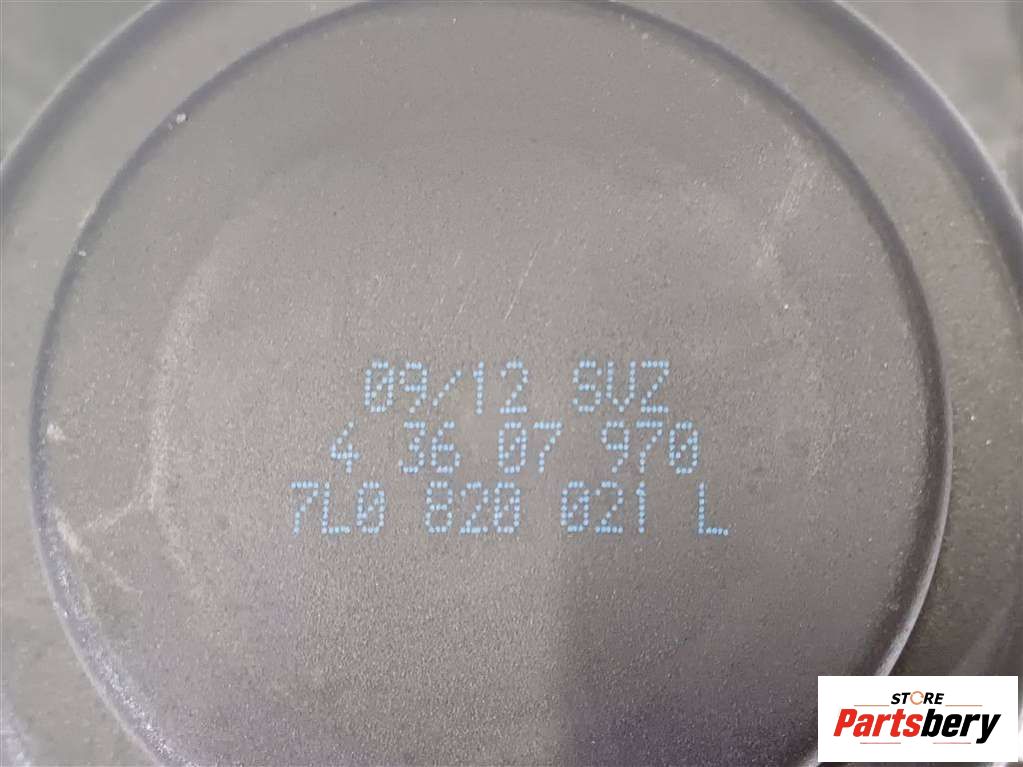 09/12 SVZ
4 36 07 970
7L0 820 021 L
STORE
Partsbery